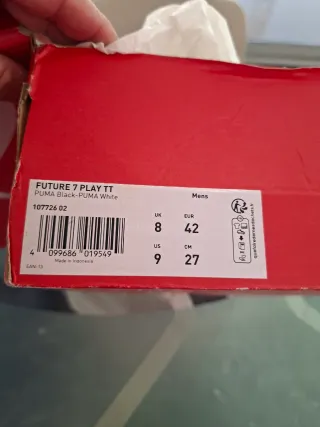 FUTURE 7 PLAY TT
PUMA Black-PUMA White
Mens
107726 02
UK EUR
8 42
US CM
9 27
4 099686 019549
Made in Indonesia